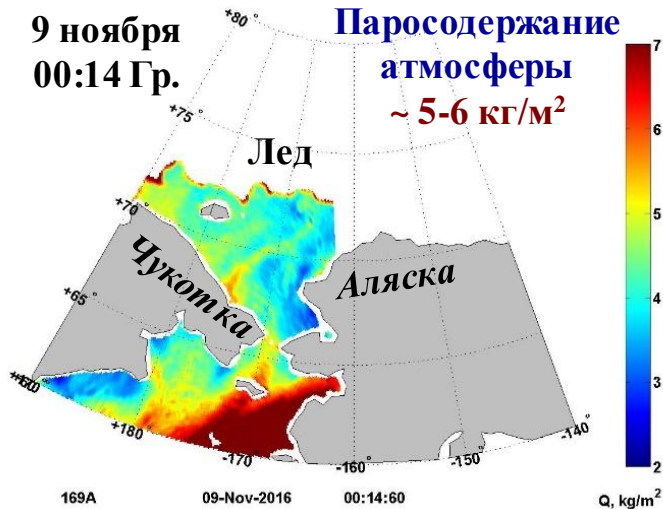 9 ноября
00:14 Гр.
Паросодержание
атмосферы
~ 5-6 кг/м²
Лед
Чукотка
Аляска
+80°
+75°
+70°
+65°
+180
-170
-160°
-150°
-140°
7
6
5
4
3
2
169A
09-Nov-2016
00:14:60
Q, kg/m²